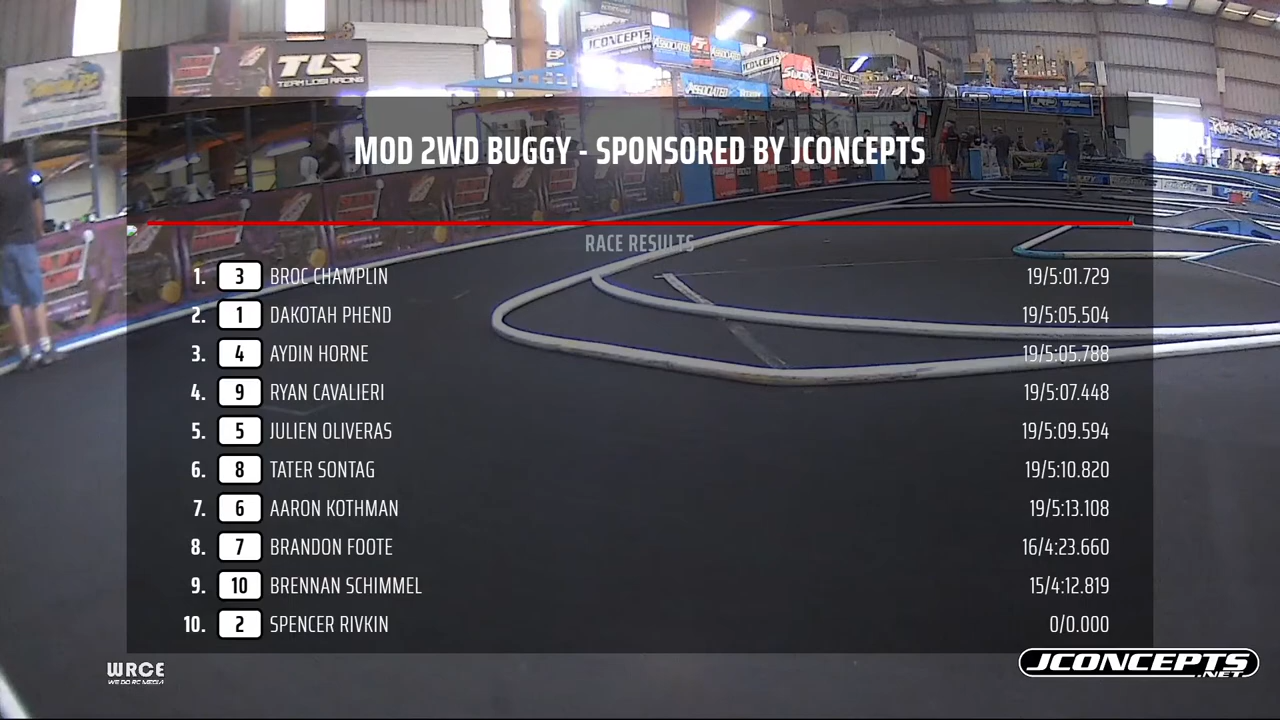 TLR
TEAM LOSI RACING
JCONCEPTS
ASSOCIATED
JCONCEPTS
ASSOCIATED
MOD 2WD BUGGY - SPONSORED BY JCONCEPTS
RACE RESULTS
1. 3 BROC CHAMPLIN 19/5:01.729
2. 1 DAKOTAH PHEND 19/5:05.504
3. 4 AYDIN HORNE 19/5:05.788
4. 9 RYAN CAVALIERI 19/5:07.448
5. 5 JULIEN OLIVERAS 19/5:09.594
6. 8 TATER SONTAG 19/5:10.820
7. 6 AARON KOTHMAN 19/5:13.108
8. 7 BRANDON FOOTE 16/4:23.660
9. 10 BRENNAN SCHIMMEL 15/4:12.819
10. 2 SPENCER RIVKIN 0/0.000
WRCE
WE DO RC MEDIA
JCONCEPTS
.NET